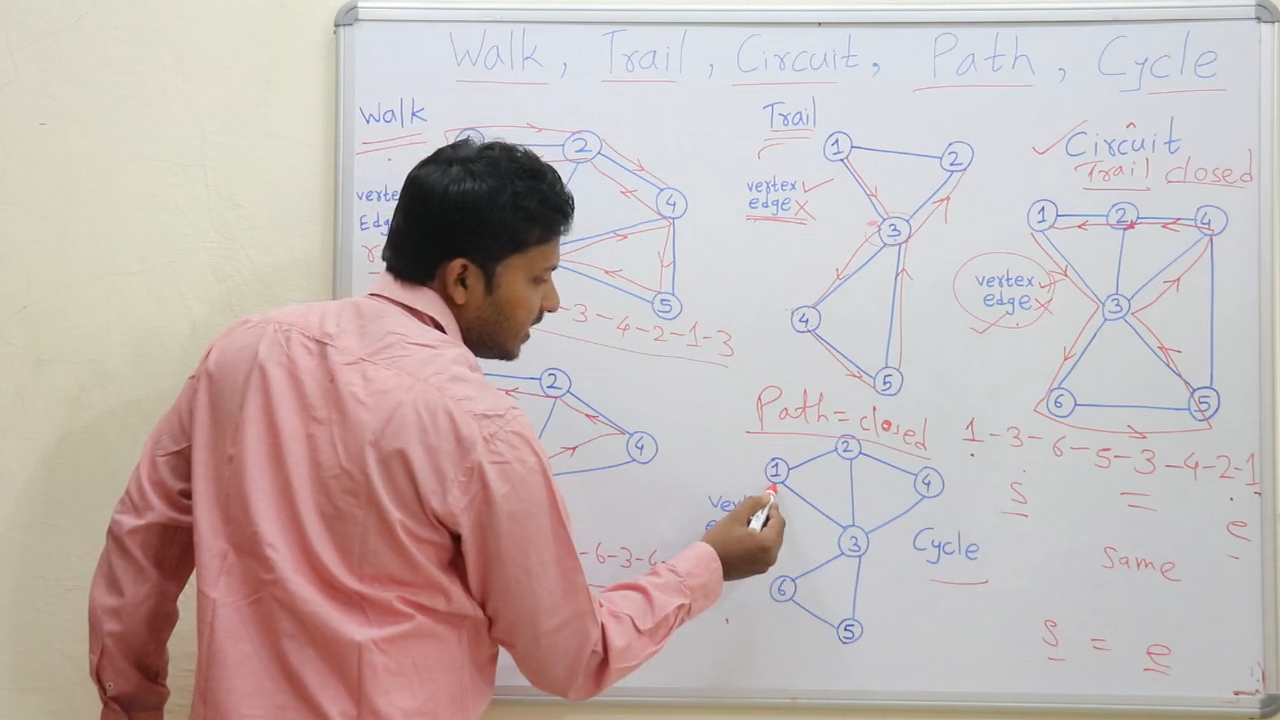 Walk, Trail, Circuit, Path, Cycle
Walk
2
4
5
3-4-2-1-3
2
4
-6-3-6
Trail
vertex ✓
edge ✗
1
2
3
4
5
✓ Circuit
Trail closed
1
2
4
vertex ✓
edge ✗
3
6
5
1-3-6-5-3-4-2-1
s
=
e
same
s = e
Path = closed
1
2
4
3
6
5
Cycle